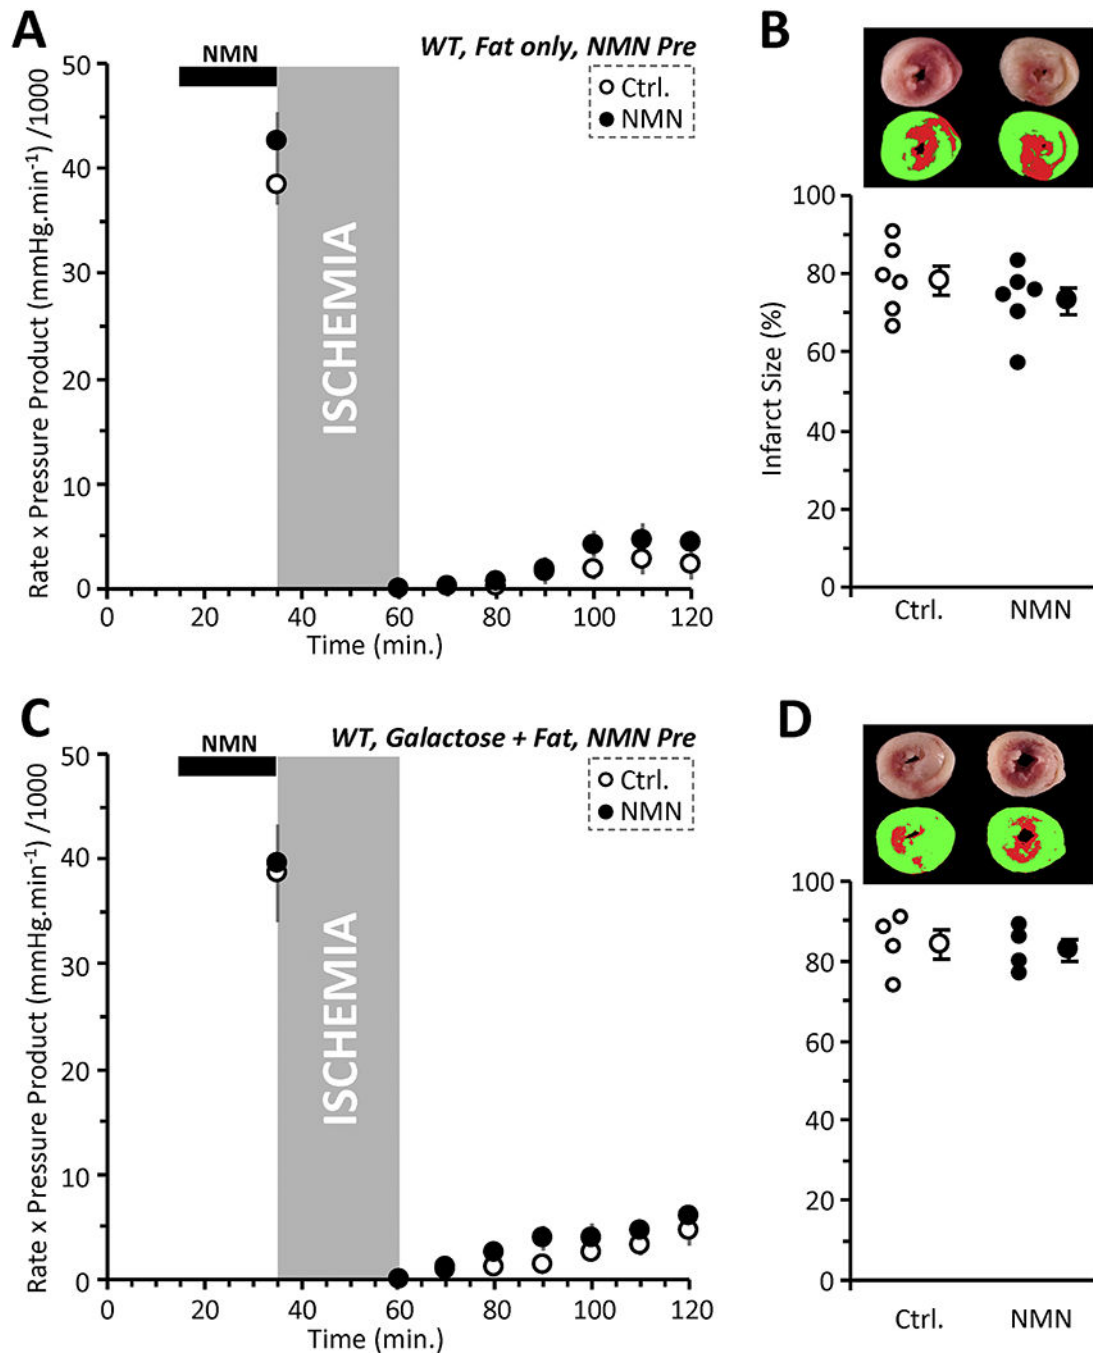 A
WT, Fat only, NMN Pre
NMN
Ctrl.
NMN
ISCHEMIA
Rate x Pressure Product (mmHg.min⁻¹) /1000
50
40
30
20
10
0
0 20 40 60 80 100 120
Time (min.)
B
Infarct Size (%)
100
80
60
40
20
0
Ctrl. NMN
C
WT, Galactose + Fat, NMN Pre
NMN
Ctrl.
NMN
ISCHEMIA
Rate x Pressure Product (mmHg.min⁻¹) /1000
50
40
30
20
10
0
0 20 40 60 80 100 120
Time (min.)
D
100
80
60
40
20
0
Ctrl. NMN